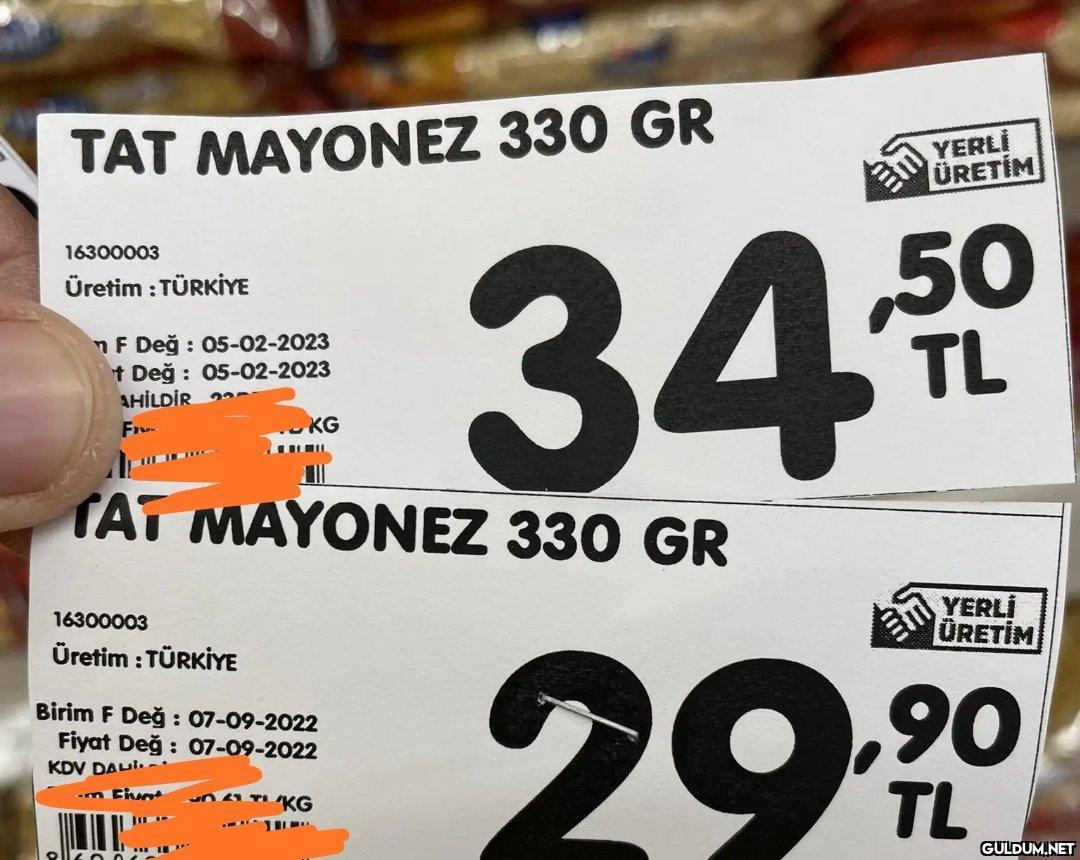 TAT MAYONEZ 330 GR
YERLİ
ÜRETİM
16300003
Üretim : TÜRKİYE
34,50
TL
F Değ : 05-02-2023
Değ : 05-02-2023
KG
TAT MAYONEZ 330 GR
YERLİ
ÜRETİM
16300003
Üretim : TÜRKİYE
29,90
TL
Birim F Değ : 07-09-2022
Fiyat Değ : 07-09-2022
KDV
TL/KG
GULDUM.NET